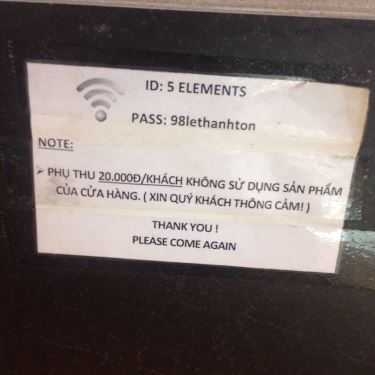 ID: 5 ELEMENTS
PASS: 98lethanhton
NOTE:
➢ PHỤ THU 20.000Đ/KHÁCH KHÔNG SỬ DỤNG SẢN PHẨM
CỦA CỬA HÀNG. ( XIN QUÝ KHÁCH THÔNG CẢM! )
THANK YOU !
PLEASE COME AGAIN